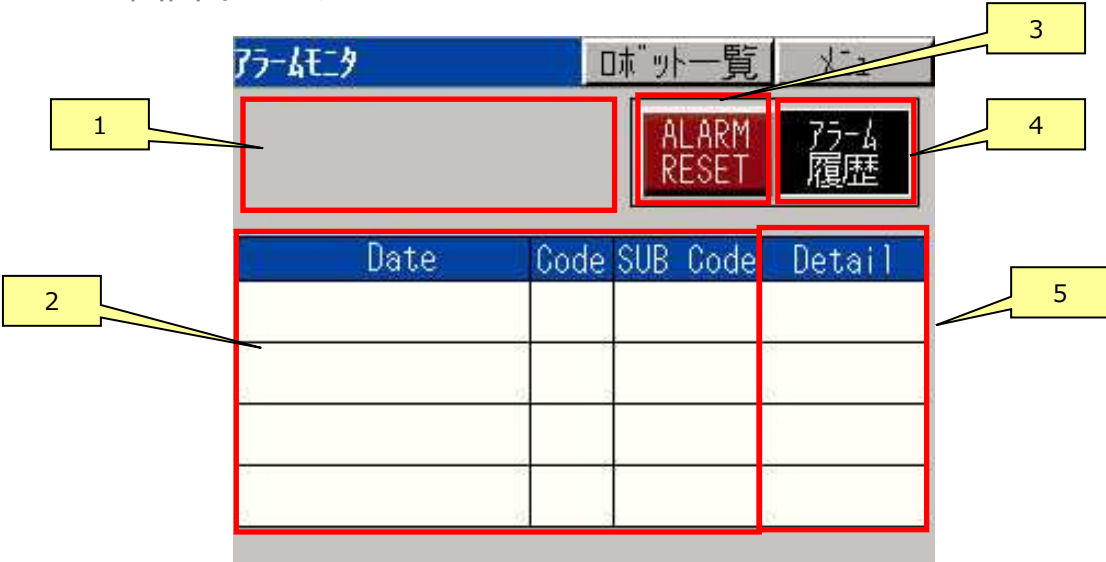 3
アラームモニタ
ロボット一覧
メニュー
1
ALARM
RESET
アラーム
履歴
4
Date
Code
SUB Code
Detail
2
5